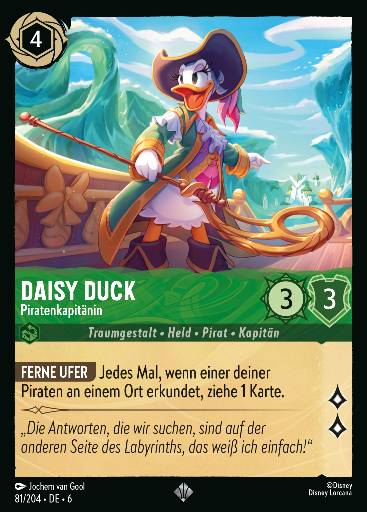 4
DAISY DUCK
Piratenkapitänin
3
3
Traumgestalt • Held • Pirat • Kapitän
FERNE UFER Jedes Mal, wenn einer deiner
Piraten an einem Ort erkundet, ziehe 1 Karte.
„Die Antworten, die wir suchen, sind auf der
anderen Seite des Labyrinths, das weiß ich einfach!“
Jochem van Gool
©Disney
81/204 • DE • 6
Disney Lorcana